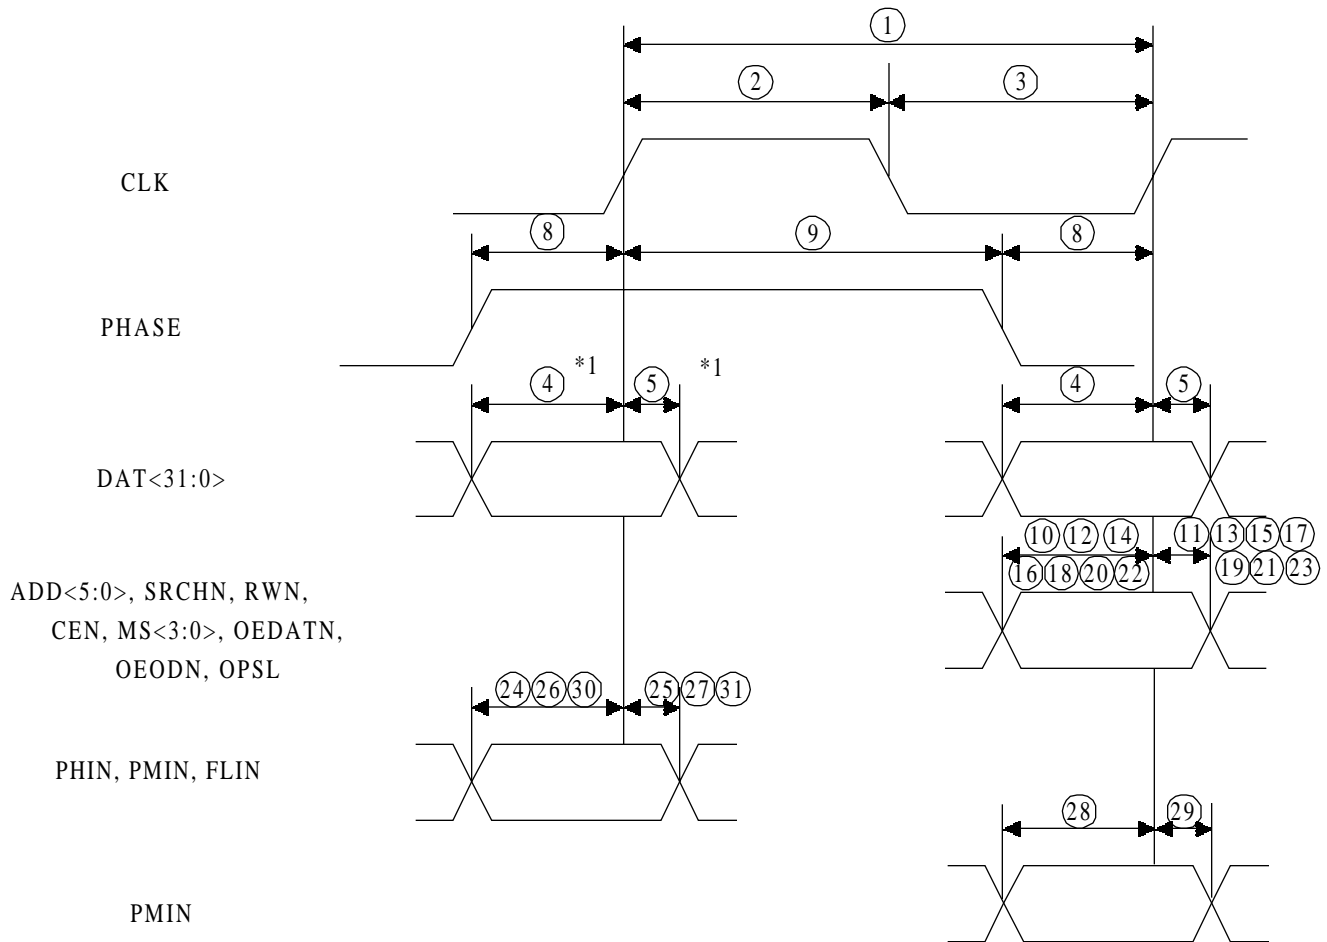 1
2 3
CLK
8 9 8
PHASE
*1 *1
4 5 4 5
DAT<31:0>
10 12 14 11 13 15 17
16 18 20 22 19 21 23
ADD<5:0>, SRCHN, RWN,
CEN, MS<3:0>, OEDATN,
OEODN, OPSL
24 26 30 25 27 31
PHIN, PMIN, FLIN
28 29
PMIN